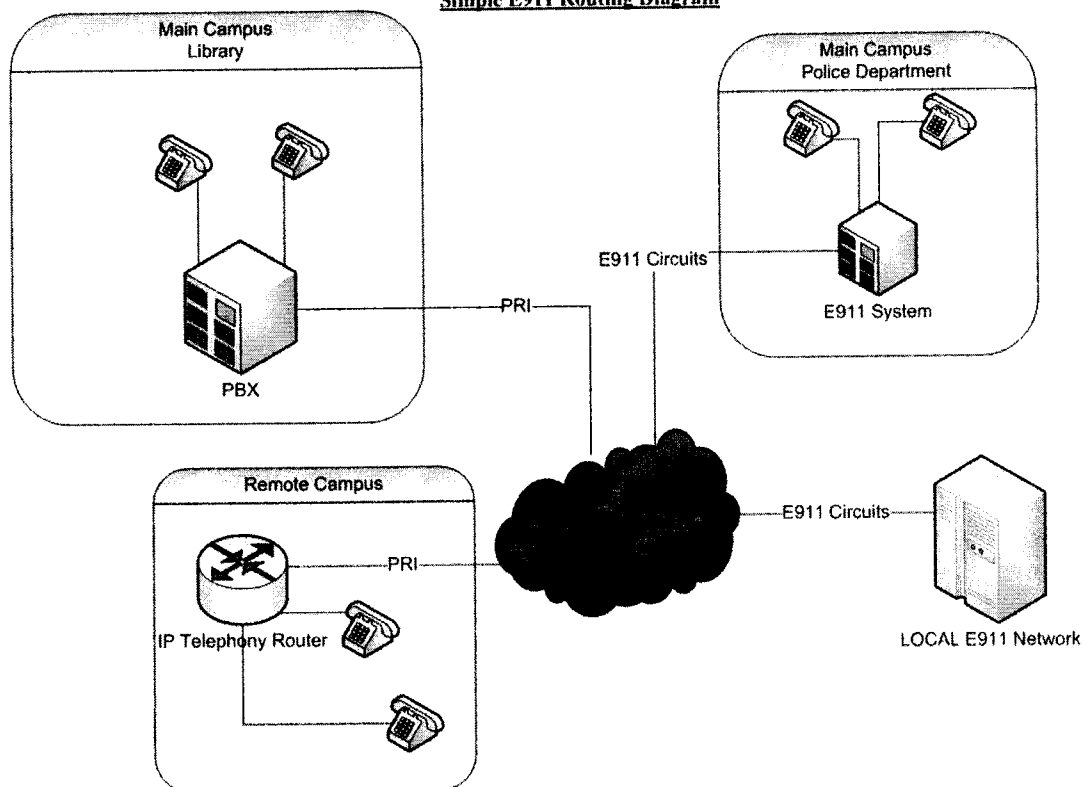 Simple E911 Routing Diagram
Main Campus
Library
Main Campus
Police Department
E911 Circuits
E911 System
PRI
PBX
Remote Campus
E911 Circuits
PRI
IP Telephony Router
LOCAL E911 Network